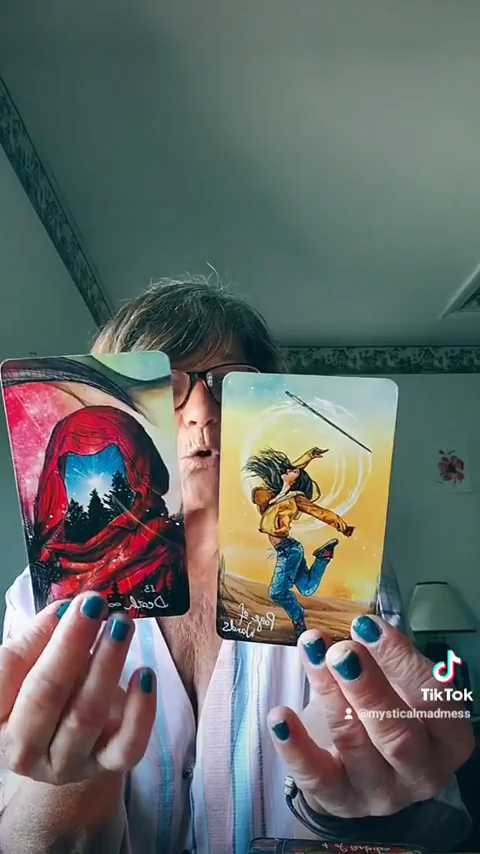 13
Death ∞
Page of
Wands
TikTok
@mysticalmadmess